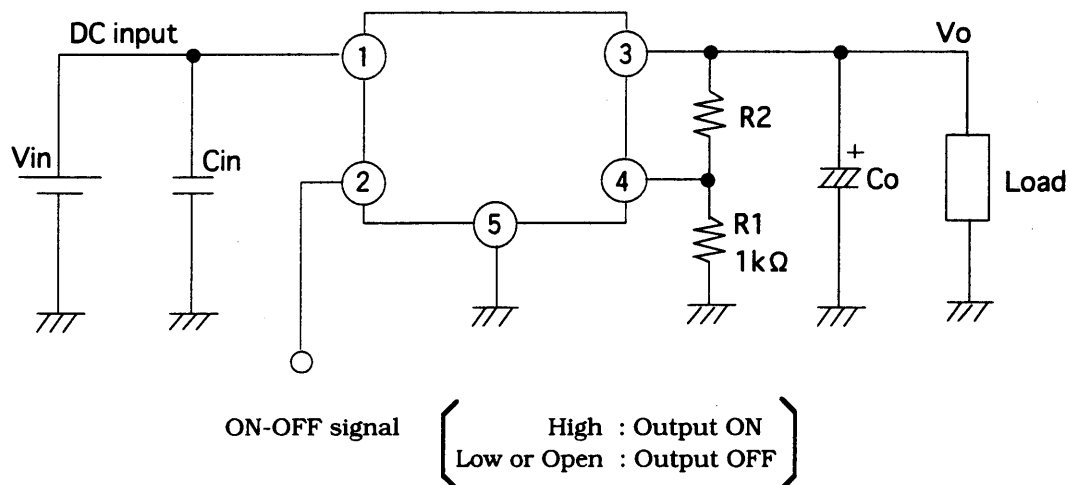 DC input
Vo
1
3
R2
Vin
Cin
2
4
+
Co
Load
5
R1
1kΩ
ON-OFF signal
High : Output ON
Low or Open : Output OFF